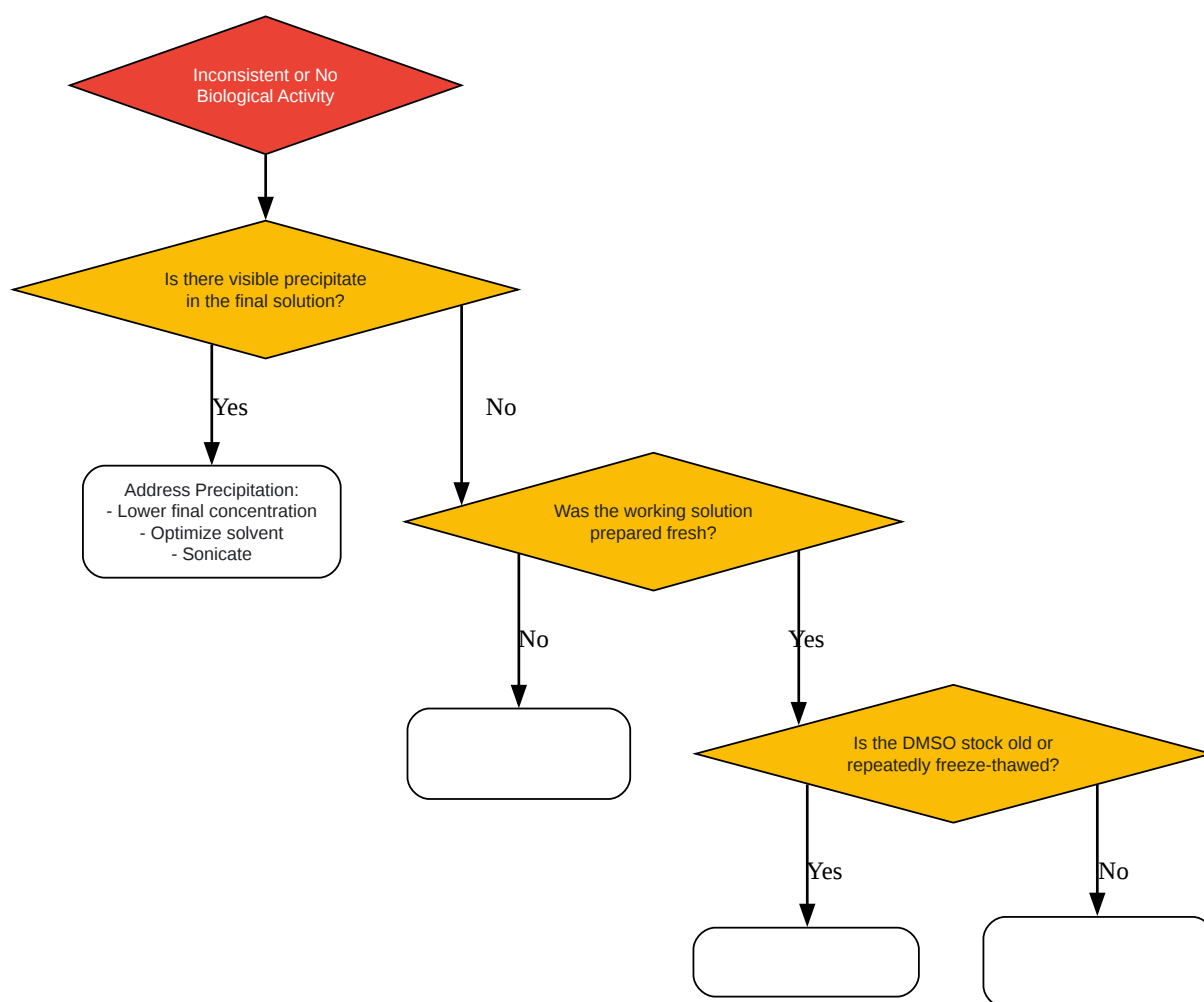 Inconsistent or No
Biological Activity
Is there visible precipitate
in the final solution?
Yes
No
Address Precipitation:
- Lower final concentration
- Optimize solvent
- Sonicate
Was the working solution
prepared fresh?
No
Yes
Is the DMSO stock old or
repeatedly freeze-thawed?
Yes
No